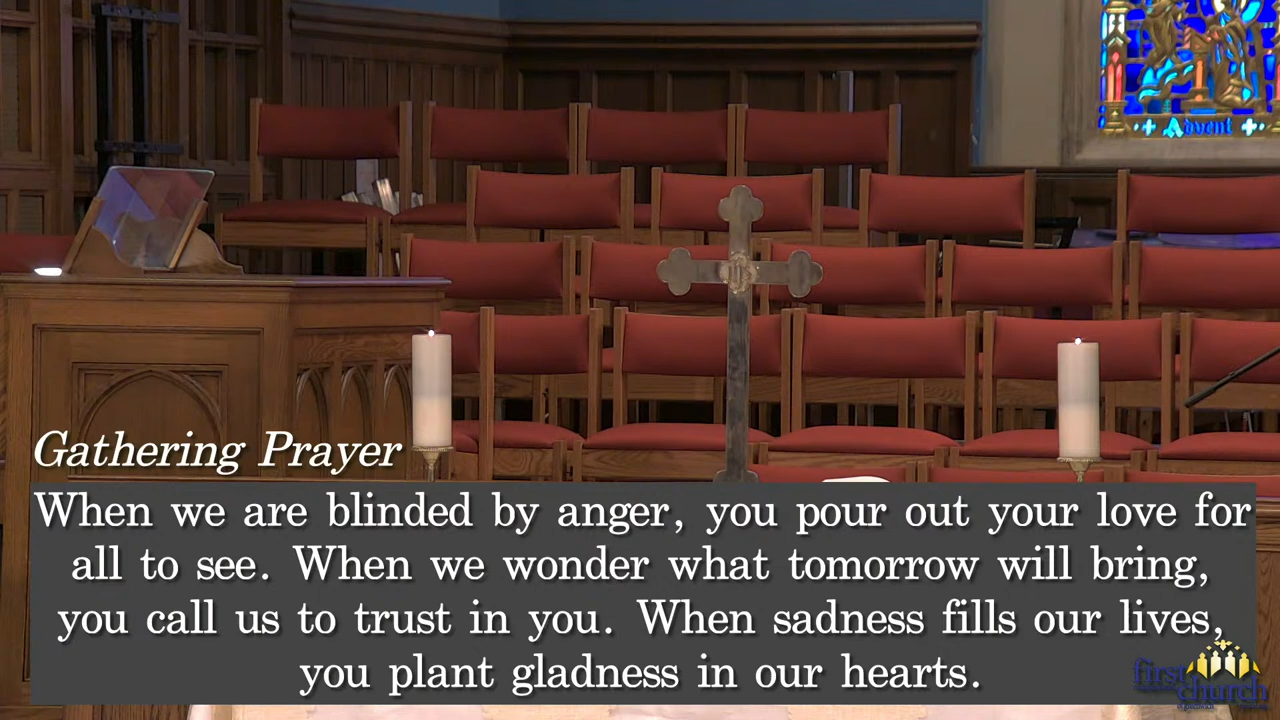 Advent
Gathering Prayer
When we are blinded by anger, you pour out your love for
all to see. When we wonder what tomorrow will bring,
you call us to trust in you. When sadness fills our lives,
you plant gladness in our hearts.
first
church